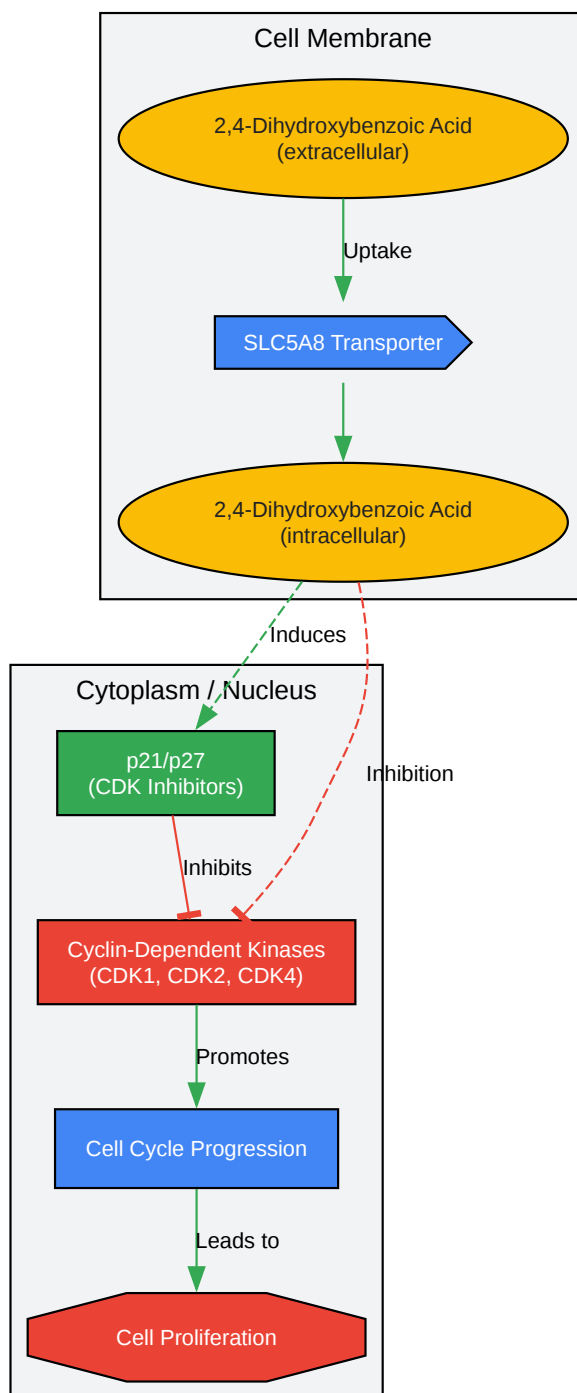 Cell Membrane
2,4-Dihydroxybenzoic Acid
(extracellular)
Uptake
SLC5A8 Transporter
2,4-Dihydroxybenzoic Acid
(intracellular)
Induces
Cytoplasm / Nucleus
p21/p27
(CDK Inhibitors)
Inhibition
Inhibits
Cyclin-Dependent Kinases
(CDK1, CDK2, CDK4)
Promotes
Cell Cycle Progression
Leads to
Cell Proliferation